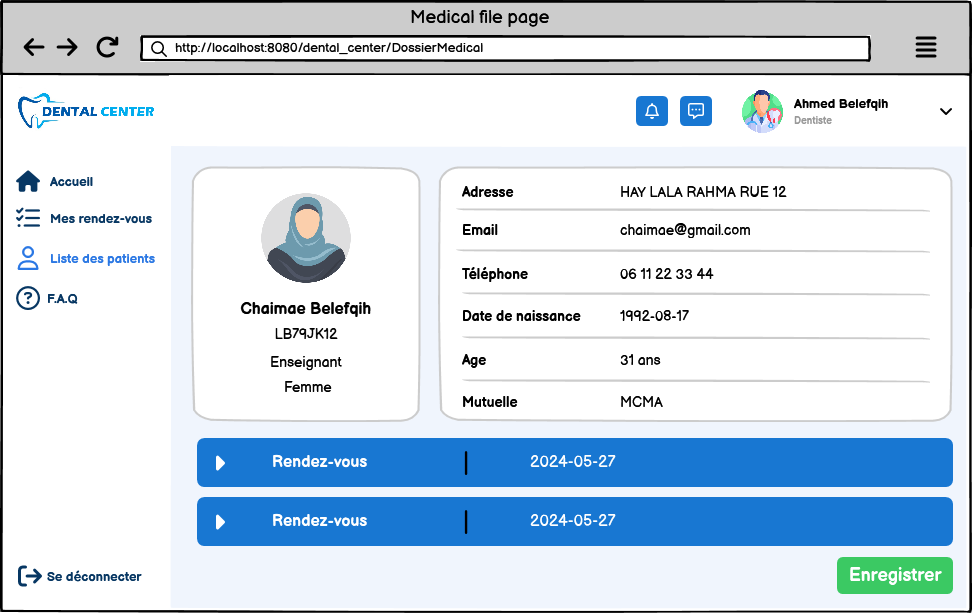 Medical file page
http://localhost:8080/dental_center/DossierMedical
DENTAL CENTER
Ahmed Belefqih
Dentiste
Accueil
Mes rendez-vous
Liste des patients
F.A.Q
Se déconnecter
Chaimae Belefqih
LB79JK12
Enseignant
Femme
Adresse HAY LALA RAHMA RUE 12
Email chaimae@gmail.com
Téléphone 06 11 22 33 44
Date de naissance 1992-08-17
Age 31 ans
Mutuelle MCMA
Rendez-vous 2024-05-27
Rendez-vous 2024-05-27
Enregistrer